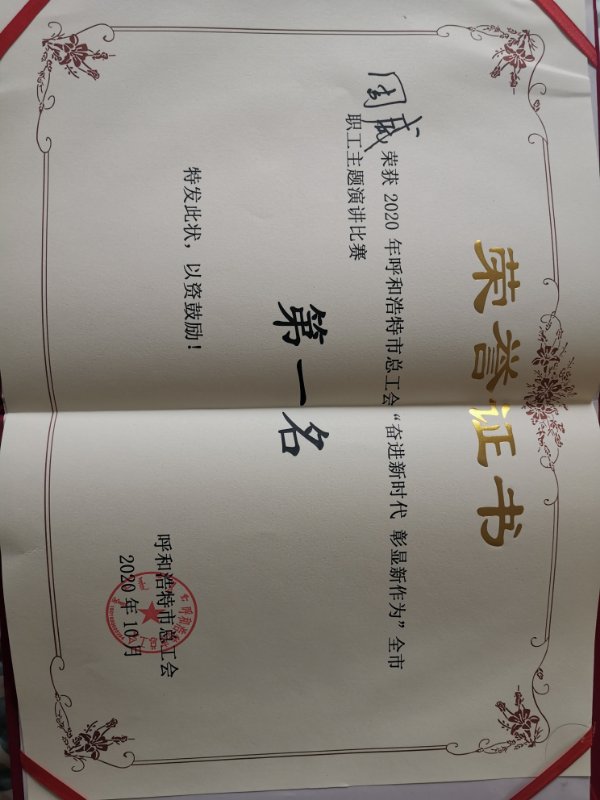 荣誉证书
周盛 荣获 2020 年呼和浩特市总工会“奋进新时代 彰显新作为”全市
职工主题演讲比赛
第一名
特发此状，以资鼓励！
呼和浩特市总工会
2020 年 10 月